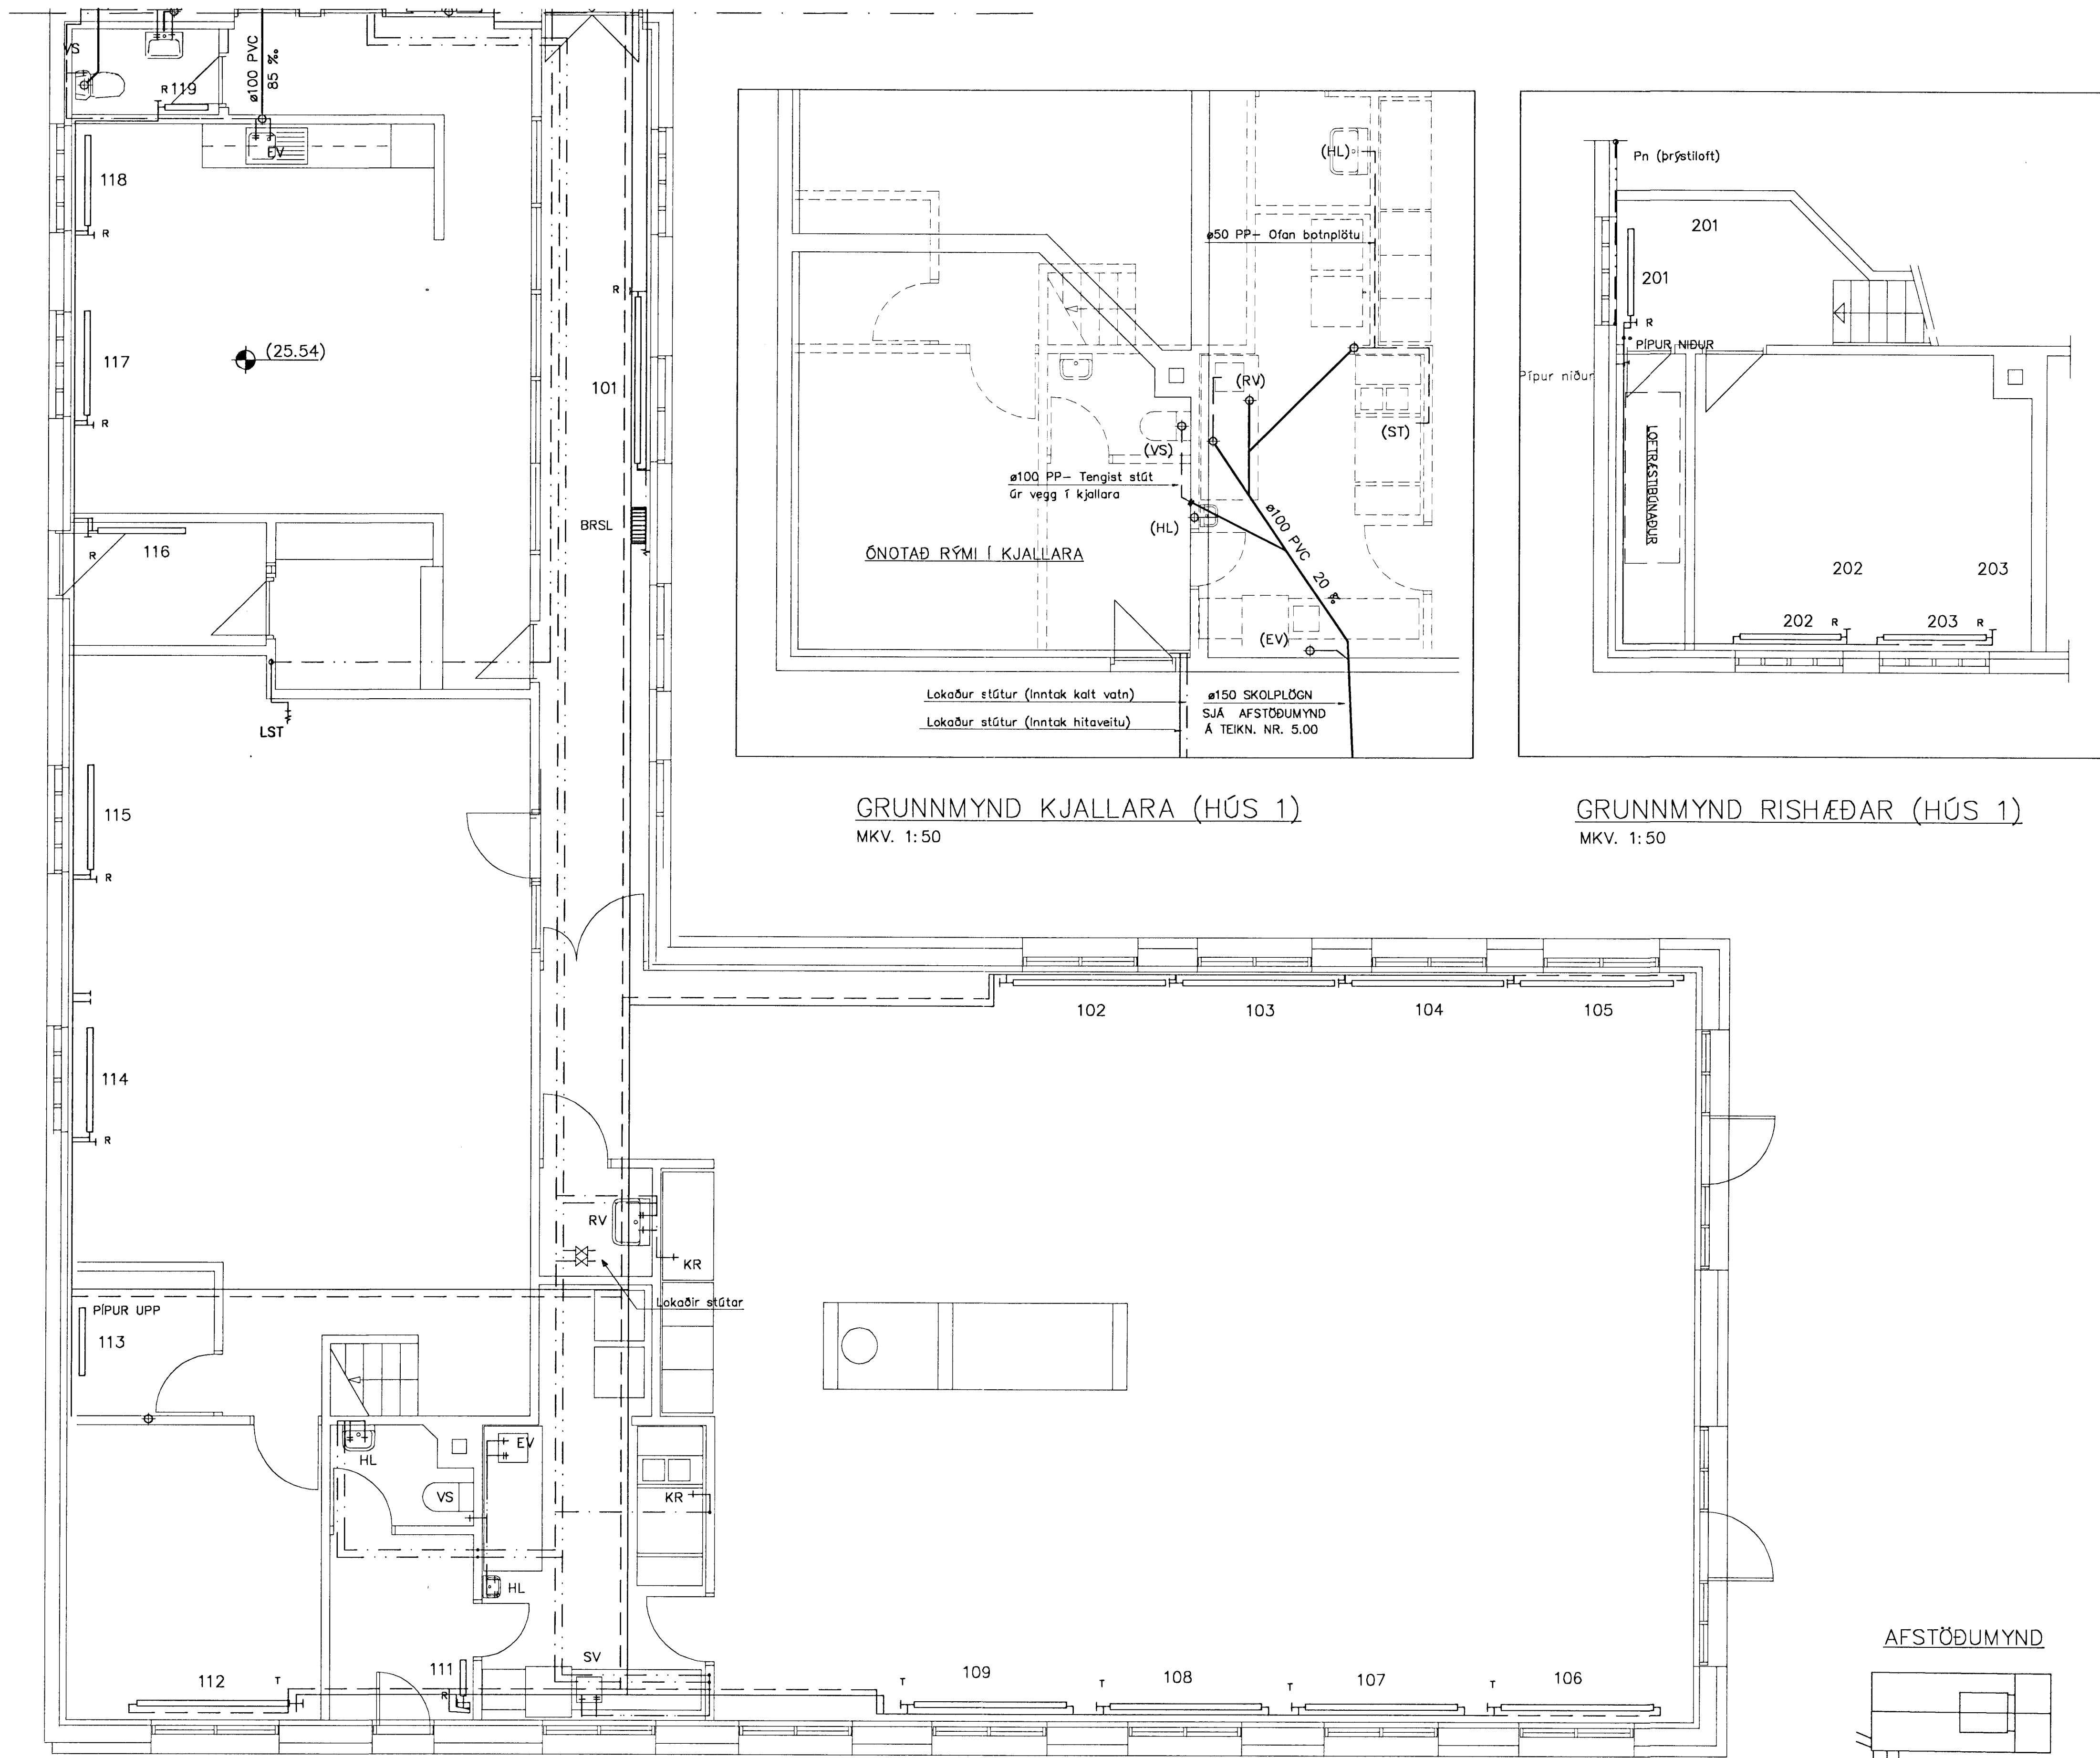 VS
ø100 PVC
85 ‰
R 119
EV
118
R
117
R
(25.54)
R
101
BRSL
R
116
LST
115
R
114
R
(HL)
ø50 PP- Ofan botnplötu
(RV)
(VS)
(ST)
ø100 PP- Tengist stút
úr vegg í kjallara
(HL)
ø100 PVC 20 ‰
ÓNOTAÐ RÝMI Í KJALLARA
(EV)
Lokaður stútur (Inntak kalt vatn)
Lokaður stútur (Inntak hitaveitu)
ø150 SKOLPLÖGN
SJÁ AFSTÖÐUMYND
Á TEIKN. NR. 5.00
GRUNNMYND KJALLARA (HÚS 1)
MKV. 1:50
Pn (þrýstiloft)
201
201
R
PÍPUR NIÐUR
Pípur niður
LOFTRÆSTIBÚNAÐUR
202
203
202 R
203 R
GRUNNMYND RISHÆÐAR (HÚS 1)
MKV. 1:50
102
103
104
105
RV
KR
Lokaðir stútar
PÍPUR UPP
113
HL
EV
VS
KR
HL
SV
112
T
111
R
T
109
T
108
T
107
T
106
AFSTÖÐUMYND